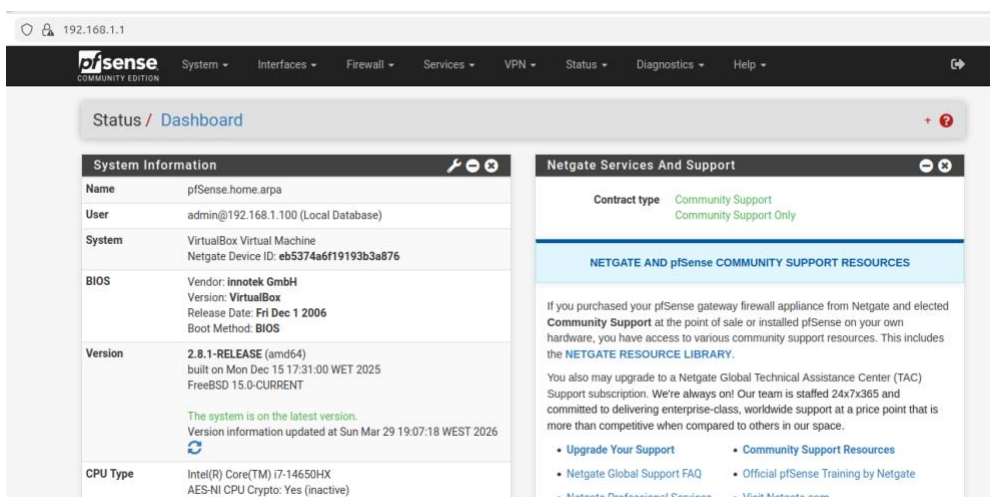 192.168.1.1
pfsense
COMMUNITY EDITION
System
Interfaces
Firewall
Services
VPN
Status
Diagnostics
Help
Status / Dashboard
+ ?
System Information
Name pfSense.home.arpa
User admin@192.168.1.100 (Local Database)
System VirtualBox Virtual Machine
Netgate Device ID: eb5374a6f19193b3a876
BIOS Vendor: innotek GmbH
Version: VirtualBox
Release Date: Fri Dec 1 2006
Boot Method: BIOS
Version 2.8.1-RELEASE (amd64)
built on Mon Dec 15 17:31:00 WET 2025
FreeBSD 15.0-CURRENT
The system is on the latest version.
Version information updated at Sun Mar 29 19:07:18 WEST 2026
CPU Type Intel(R) Core(TM) i7-14650HX
AES-NI CPU Crypto: Yes (inactive)
Netgate Services And Support
Contract type Community Support
Community Support Only
NETGATE AND pfSense COMMUNITY SUPPORT RESOURCES
If you purchased your pfSense gateway firewall appliance from Netgate and elected
Community Support at the point of sale or installed pfSense on your own
hardware, you have access to various community support resources. This includes
the NETGATE RESOURCE LIBRARY.
You also may upgrade to a Netgate Global Technical Assistance Center (TAC)
Support subscription. We're always on! Our team is staffed 24x7x365 and
committed to delivering enterprise-class, worldwide support at a price point that is
more than competitive when compared to others in our space.
• Upgrade Your Support
• Community Support Resources
• Netgate Global Support FAQ
• Official pfSense Training by Netgate
• Netgate Professional Services
• Visit Netgate.com